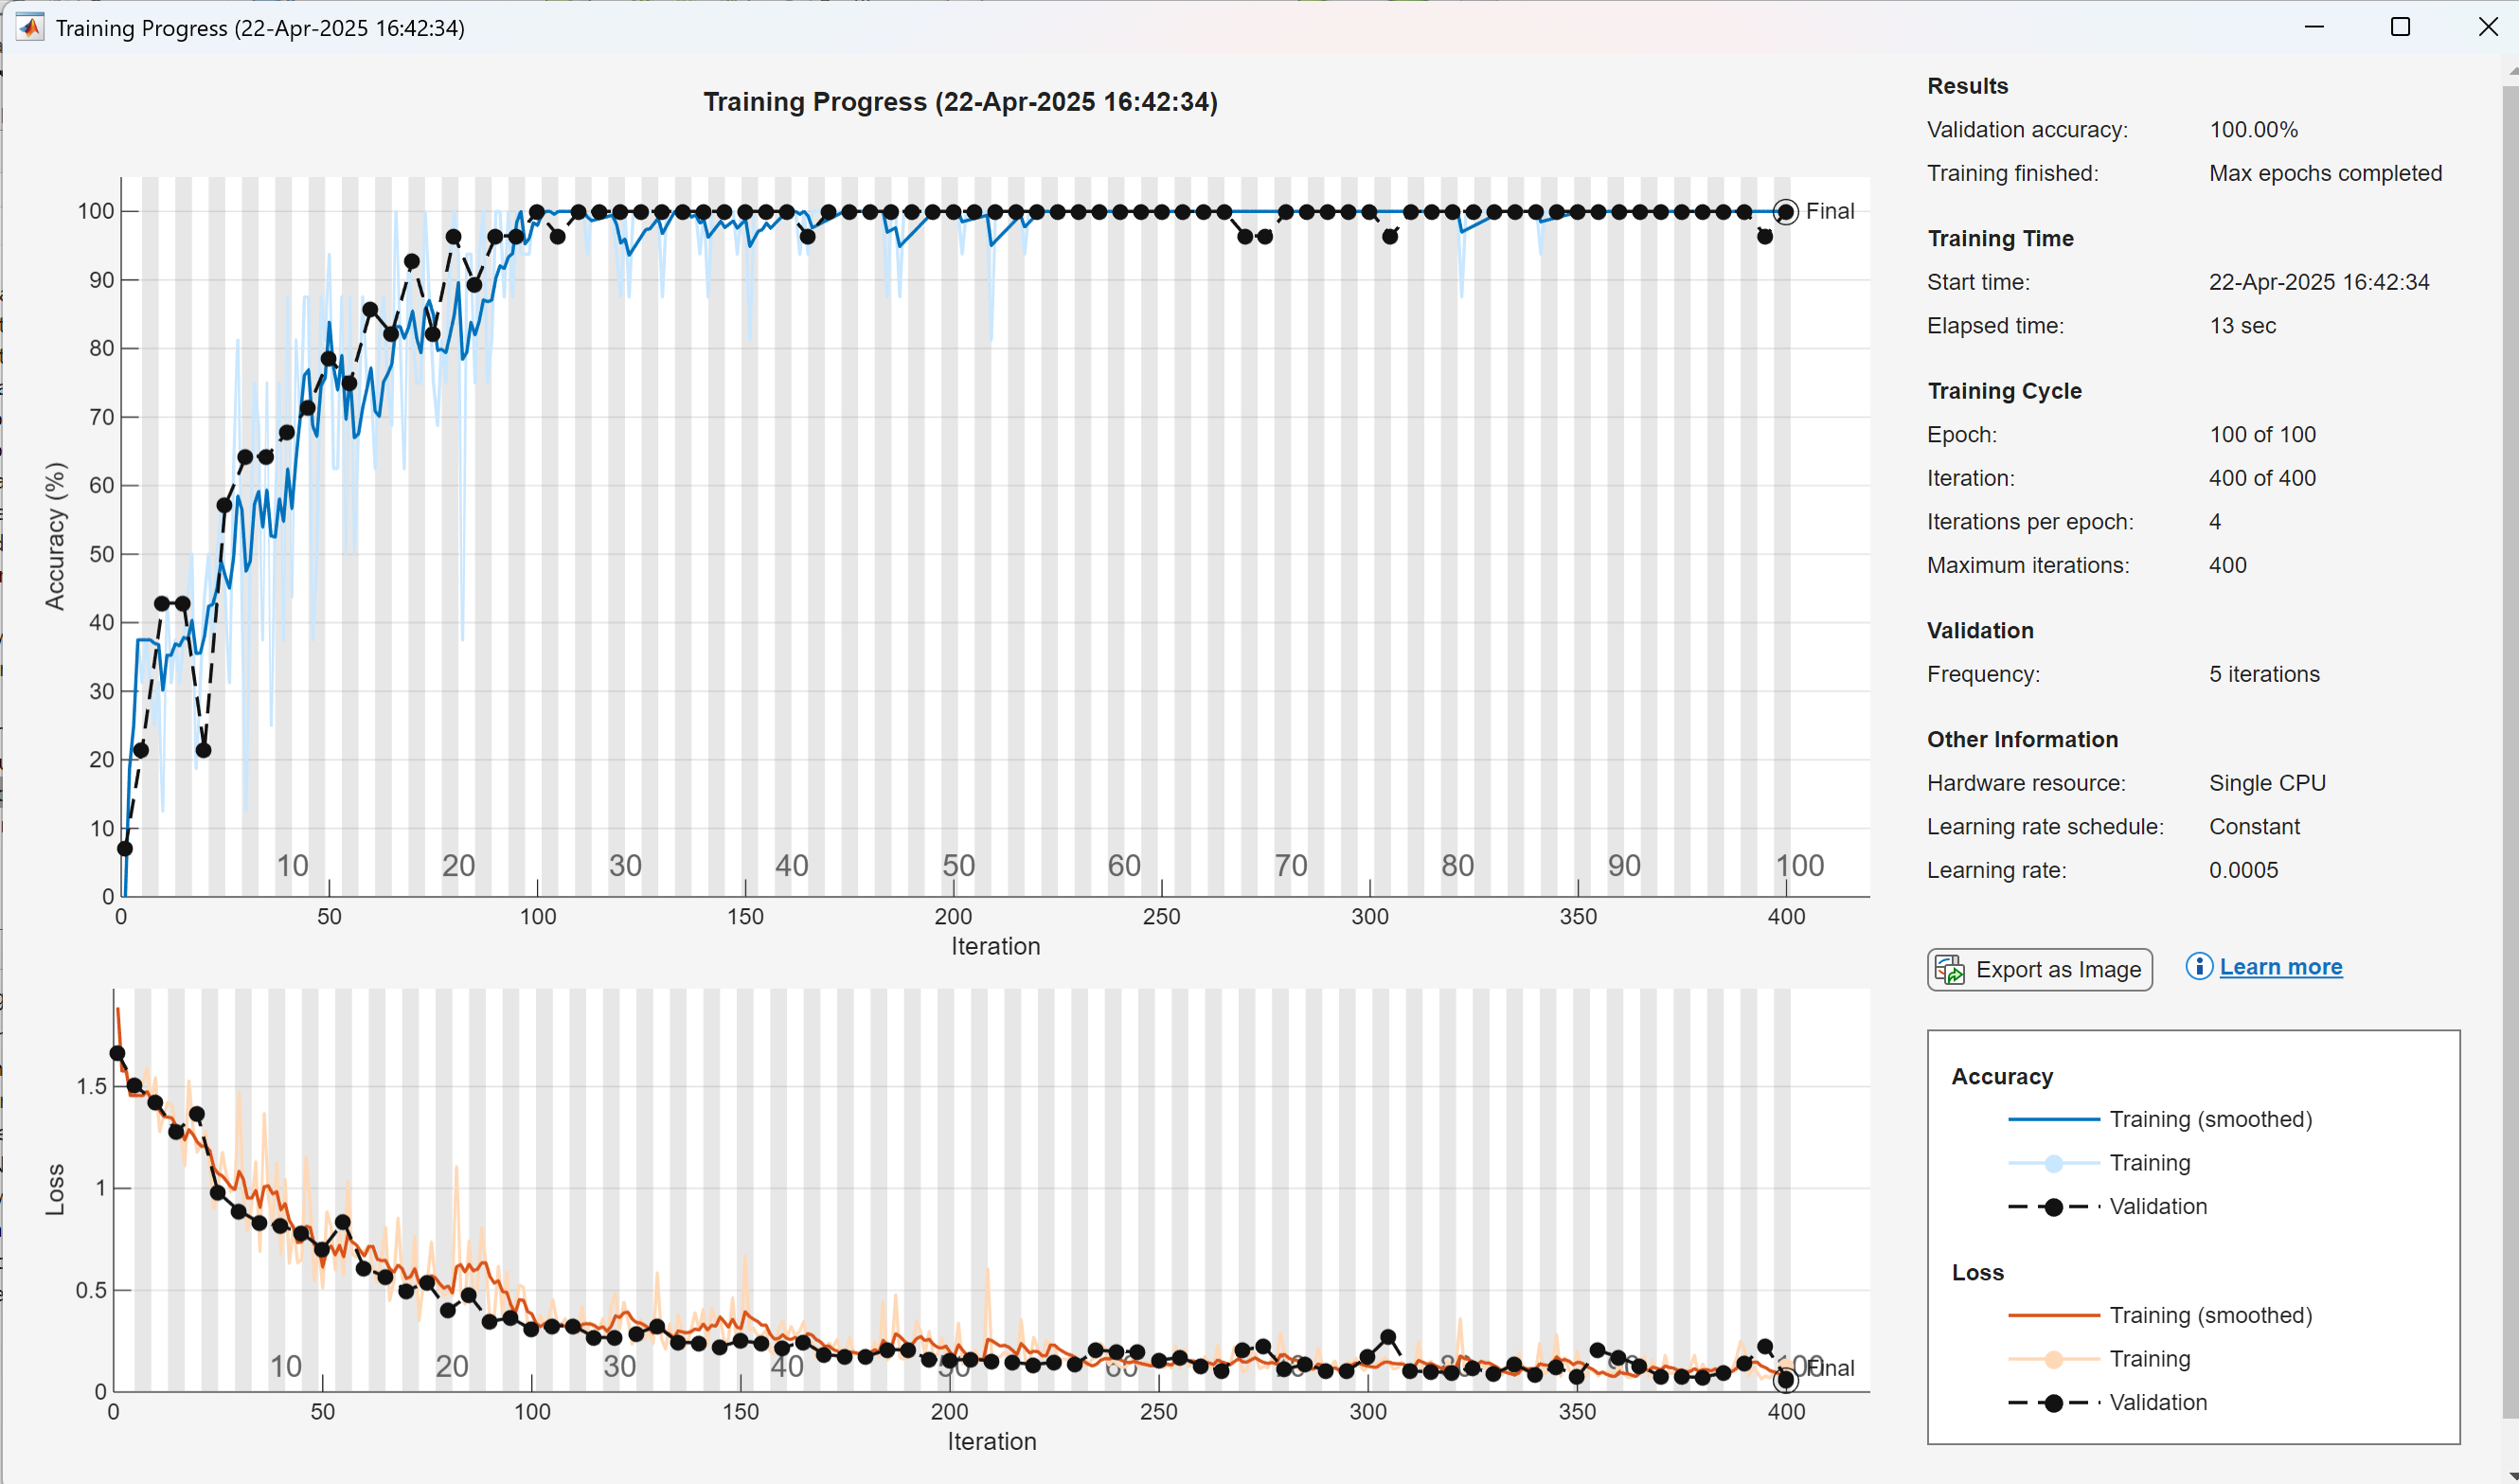 Training Progress (22-Apr-2025 16:42:34)
Training Progress (22-Apr-2025 16:42:34)
100
90
80
70
60
50
40
30
20
10
0
Accuracy (%)
Final
10 20 30 40 50 60 70 80 90 100
0 50 100 150 200 250 300 350 400
Iteration
1.5
1
0.5
0
Loss
Final
10 20 30 40 50 60 70 80 90 100
0 50 100 150 200 250 300 350 400
Iteration
Results
Validation accuracy: 100.00%
Training finished: Max epochs completed
Training Time
Start time: 22-Apr-2025 16:42:34
Elapsed time: 13 sec
Training Cycle
Epoch: 100 of 100
Iteration: 400 of 400
Iterations per epoch: 4
Maximum iterations: 400
Validation
Frequency: 5 iterations
Other Information
Hardware resource: Single CPU
Learning rate schedule: Constant
Learning rate: 0.0005
Export as Image
Learn more
Accuracy
Training (smoothed)
Training
Validation
Loss
Training (smoothed)
Training
Validation